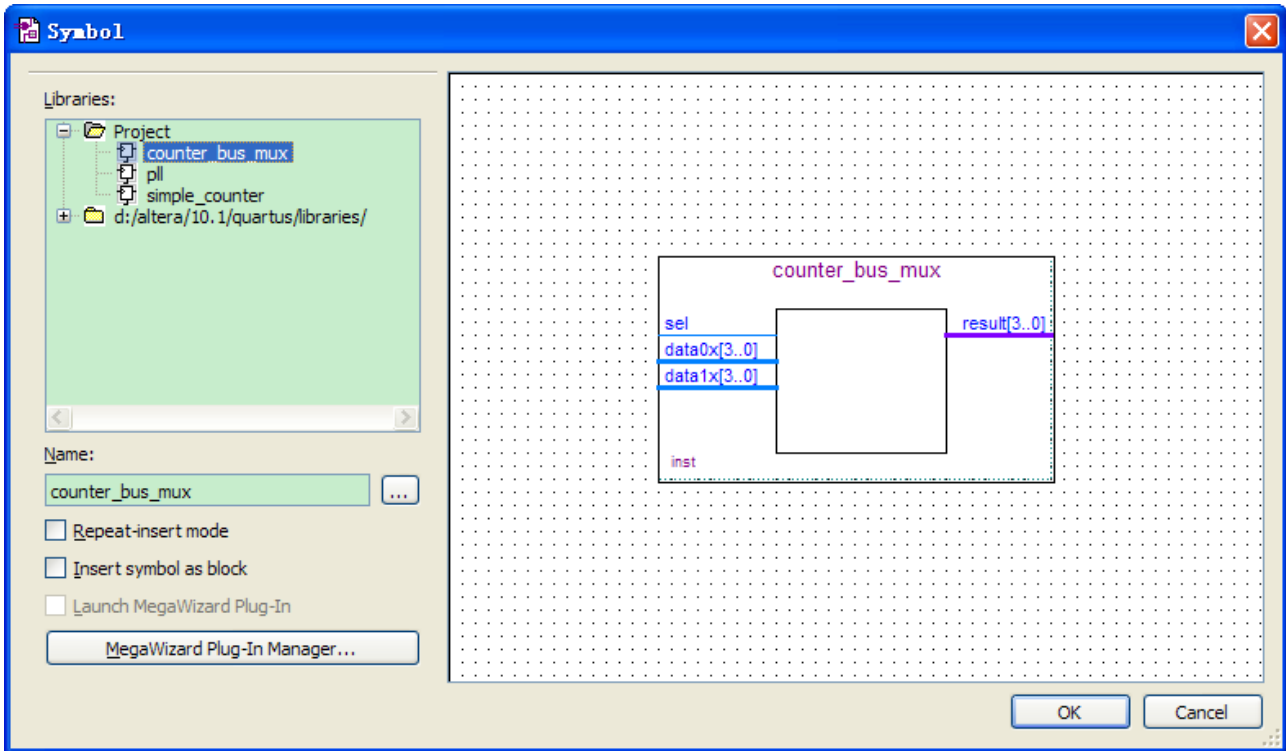 Symbol
Libraries:
Project
counter_bus_mux
pll
simple_counter
d:/altera/10.1/quartus/libraries/
Name:
counter_bus_mux
...
Repeat-insert mode
Insert symbol as block
Launch MegaWizard Plug-In
MegaWizard Plug-In Manager...
counter_bus_mux
sel
result[3..0]
data0x[3..0]
data1x[3..0]
inst
OK
Cancel